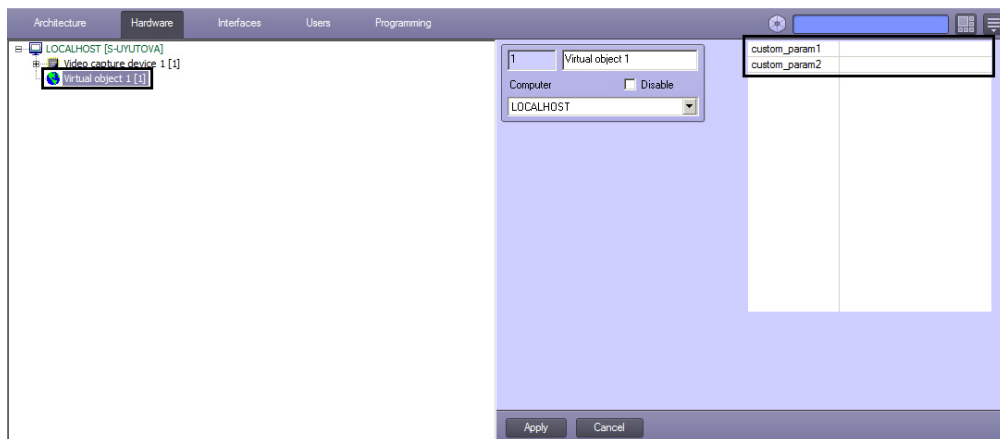 Architecture Hardware Interfaces Users Programming
LOCALHOST [S-UYUTOVA]
Video capture device 1 [1]
Virtual object 1 [1]
1 Virtual object 1
Computer Disable
LOCALHOST
custom_param1
custom_param2
Apply Cancel